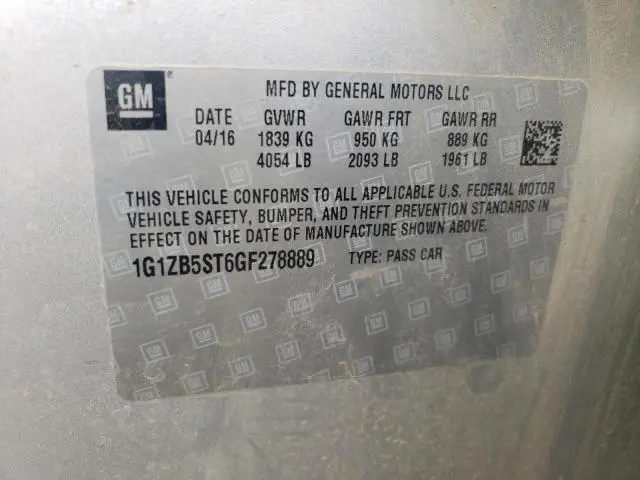 GM ® MFD BY GENERAL MOTORS LLC
DATE GVWR GAWR FRT GAWR RR
04/16 1839 KG 950 KG 889 KG
4054 LB 2093 LB 1961 LB
THIS VEHICLE CONFORMS TO ALL APPLICABLE U.S. FEDERAL MOTOR
VEHICLE SAFETY, BUMPER, AND THEFT PREVENTION STANDARDS IN
EFFECT ON THE DATE OF MANUFACTURE SHOWN ABOVE.
1G1ZB5ST6GF278889 TYPE: PASS CAR